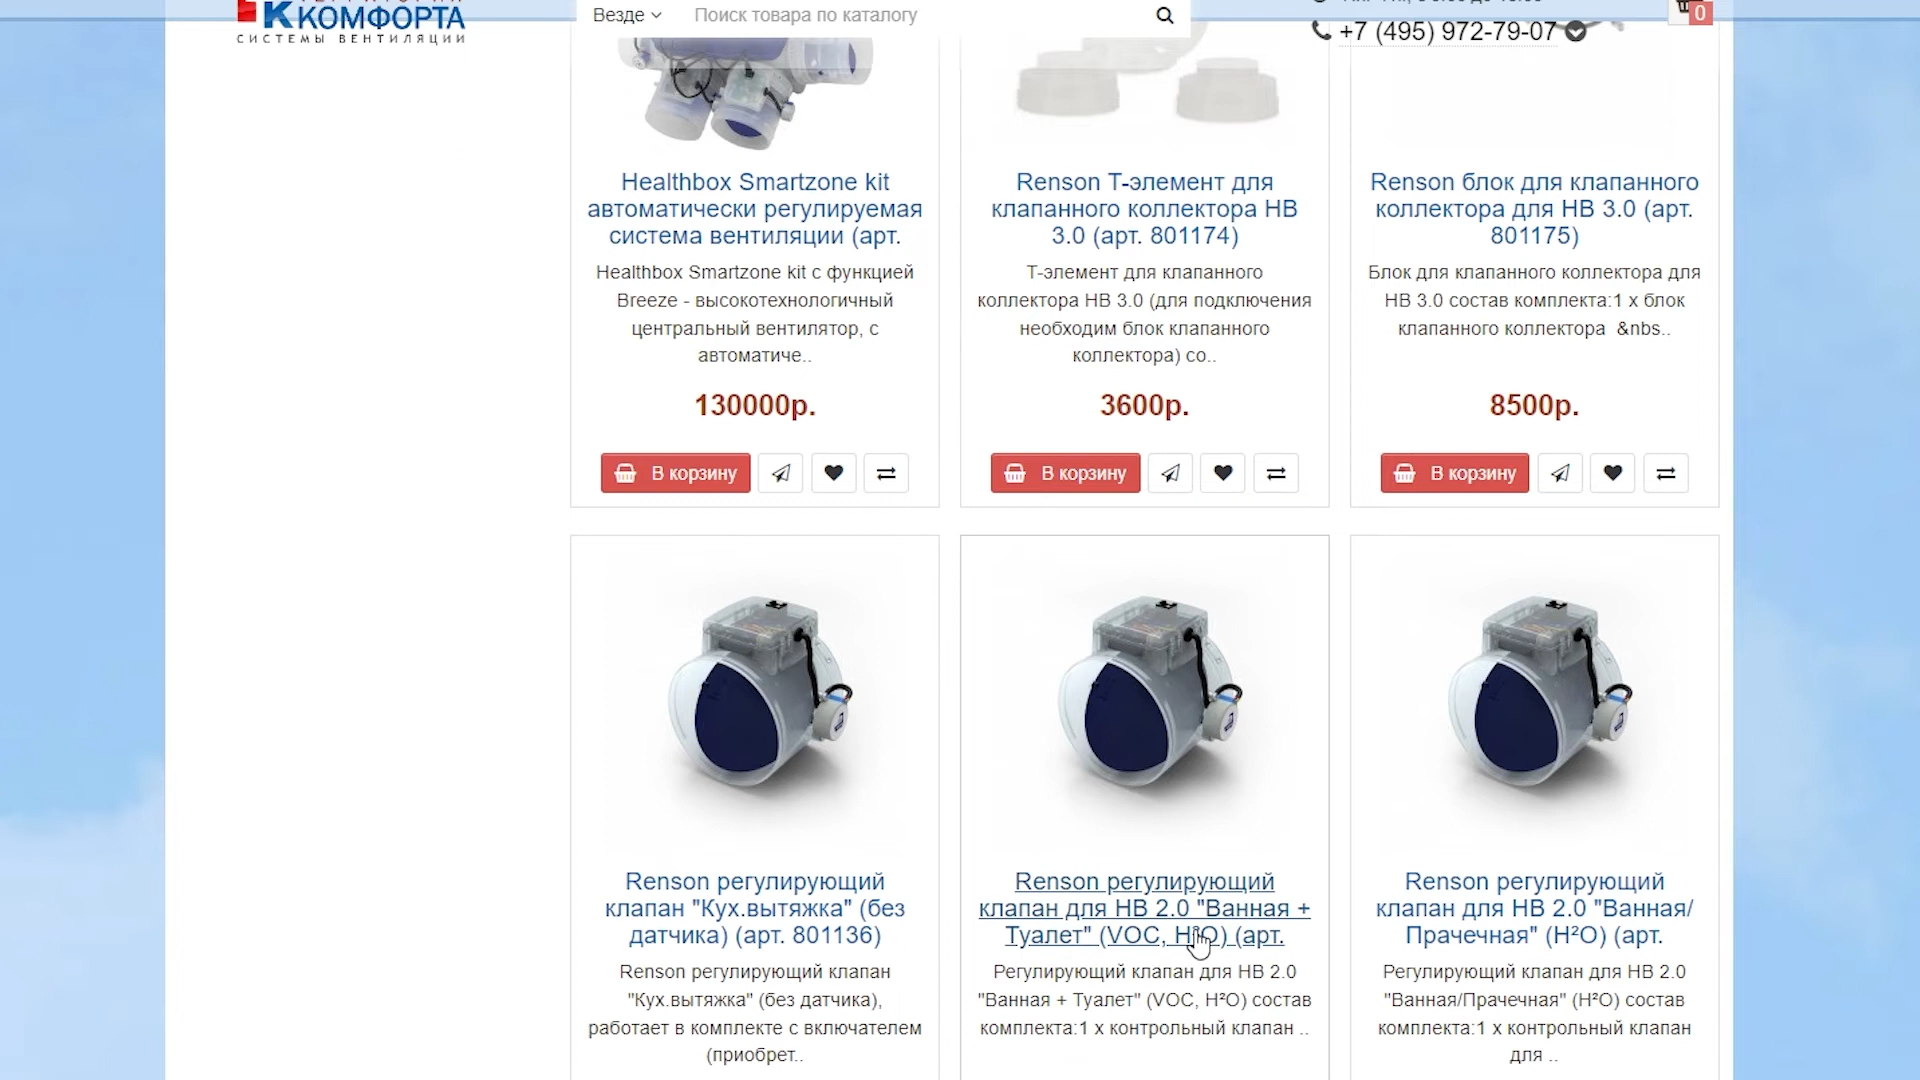 КОМФОРТА
СИСТЕМЫ ВЕНТИЛЯЦИИ
Везде
Поиск товара по каталогу
+7 (495) 972-79-07
0
Healthbox Smartzone kit
автоматически регулируемая
система вентиляции (арт.
Healthbox Smartzone kit с функцией
Breeze - высокотехнологичный
центральный вентилятор, с
автоматиче..
130000р.
В корзину
Renson Т-элемент для
клапанного коллектора HB
3.0 (арт. 801174)
Т-элемент для клапанного
коллектора HB 3.0 (для подключения
необходим блок клапанного
коллектора) со..
3600р.
В корзину
Renson блок для клапанного
коллектора для HB 3.0 (арт.
801175)
Блок для клапанного коллектора для
HB 3.0 состав комплекта:1 x блок
клапанного коллектора &nbs..
8500р.
В корзину
Renson регулирующий
клапан "Кух.вытяжка" (без
датчика) (арт. 801136)
Renson регулирующий клапан
"Кух.вытяжка" (без датчика),
работает в комплекте с включателем
(приобрет..
Renson регулирующий
клапан для HB 2.0 "Ванная +
Туалет" (VOC, H²O) (арт.
Регулирующий клапан для HB 2.0
"Ванная + Туалет" (VOC, H²O) состав
комплекта:1 x контрольный клапан ..
Renson регулирующий
клапан для HB 2.0 "Ванная/
Прачечная" (H²O) (арт.
Регулирующий клапан для HB 2.0
"Ванная/Прачечная" (H²O) состав
комплекта:1 x контрольный клапан
для ..